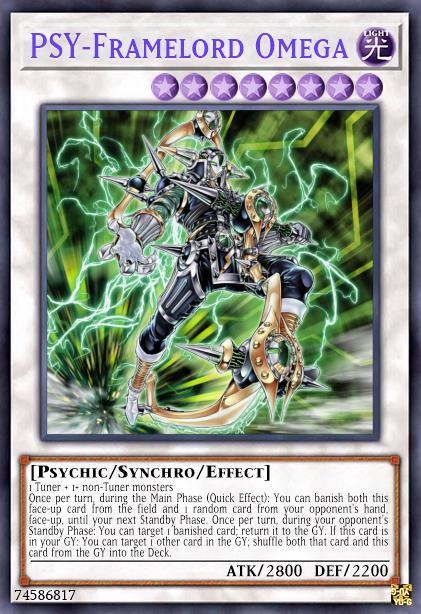 PSY-Framelord Omega
LIGHT
光
[Psychic/Synchro/Effect]
1 Tuner + 1+ non-Tuner monsters
Once per turn, during the Main Phase (Quick Effect): You can banish both this
face-up card from the field and 1 random card from your opponent's hand,
face-up, until your next Standby Phase. Once per turn, during your opponent's
Standby Phase: You can target 1 banished card; return it to the GY. If this card is
in your GY: You can target 1 other card in the GY; shuffle both that card and this
card from the GY into the Deck.
ATK/2800 DEF/2200
74586817